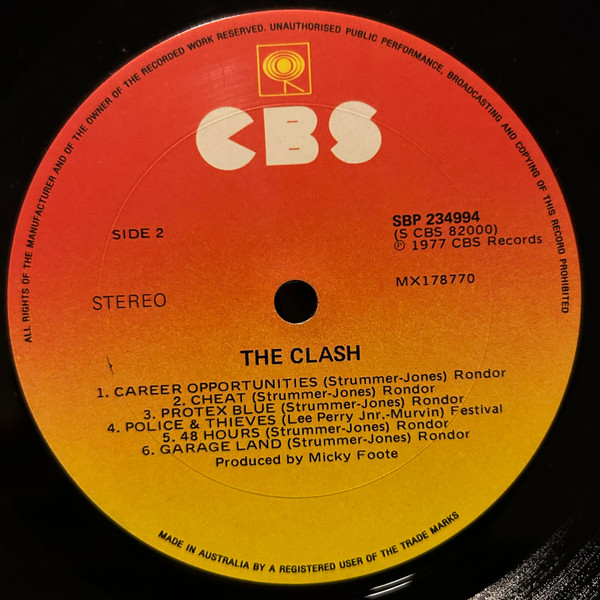 ALL RIGHTS OF THE MANUFACTURER AND OF THE OWNER OF THE RECORDED WORK RESERVED. UNAUTHORISED PUBLIC PERFORMANCE, BROADCASTING AND COPYING OF THIS RECORD PROHIBITED
CBS
SIDE 2
SBP 234994
(S CBS 82000)
℗ 1977 CBS Records
MX178770
STEREO
THE CLASH
1. CAREER OPPORTUNITIES (Strummer-Jones) Rondor
2. CHEAT (Strummer-Jones) Rondor
3. PROTEX BLUE (Strummer-Jones) Rondor
4. POLICE & THIEVES (Lee Perry Jnr.-Murvin) Festival
5. 48 HOURS (Strummer-Jones) Rondor
6. GARAGE LAND (Strummer-Jones) Rondor
Produced by Micky Foote
MADE IN AUSTRALIA BY A REGISTERED USER OF THE TRADE MARKS